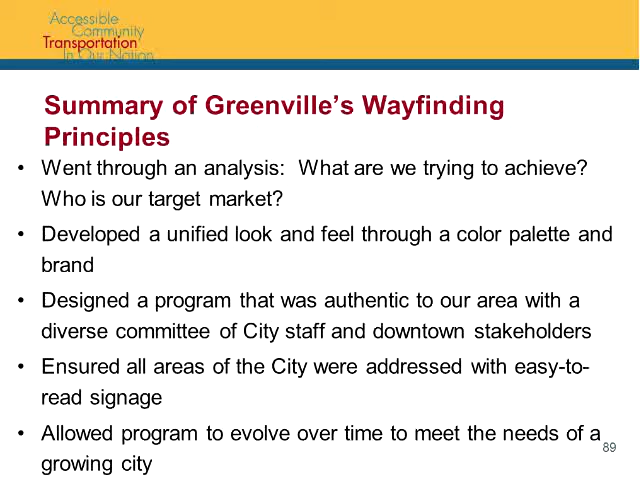 Accessible
Community
Transportation
In Our Nation
Summary of Greenville’s Wayfinding
Principles
• Went through an analysis:  What are we trying to achieve?
Who is our target market?
• Developed a unified look and feel through a color palette and
brand
• Designed a program that was authentic to our area with a
diverse committee of City staff and downtown stakeholders
• Ensured all areas of the City were addressed with easy-to-
read signage
• Allowed program to evolve over time to meet the needs of a
growing city
89